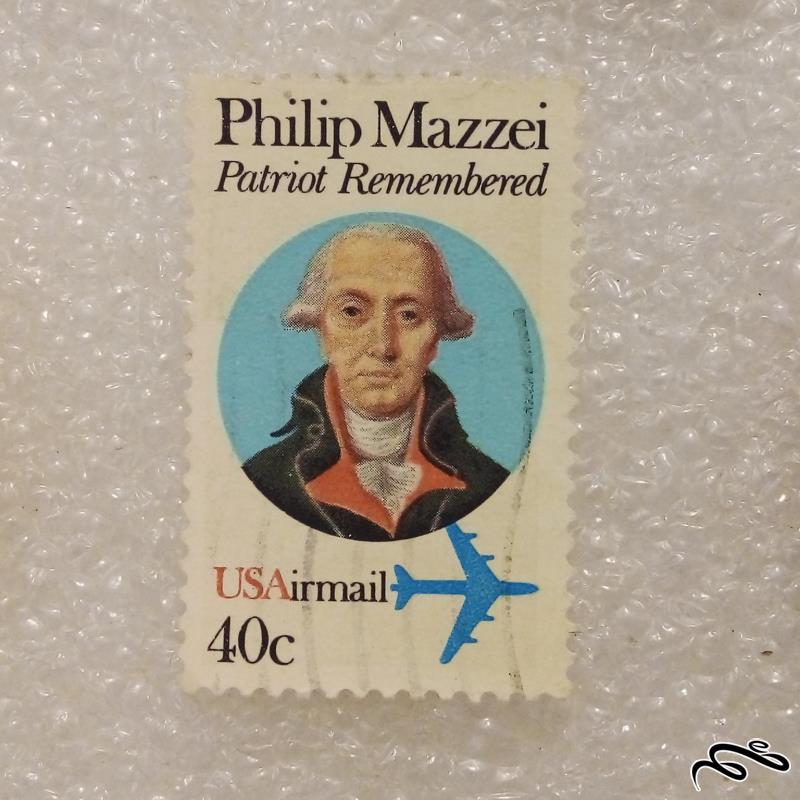 Philip Mazzei
Patriot Remembered
USAirmail
40c